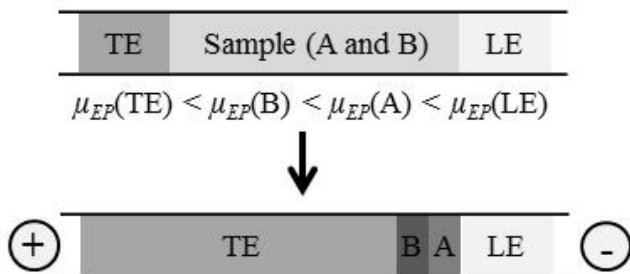 TE Sample (A and B) LE
μEP(TE) < μEP(B) < μEP(A) < μEP(LE)
+ TE B A LE -